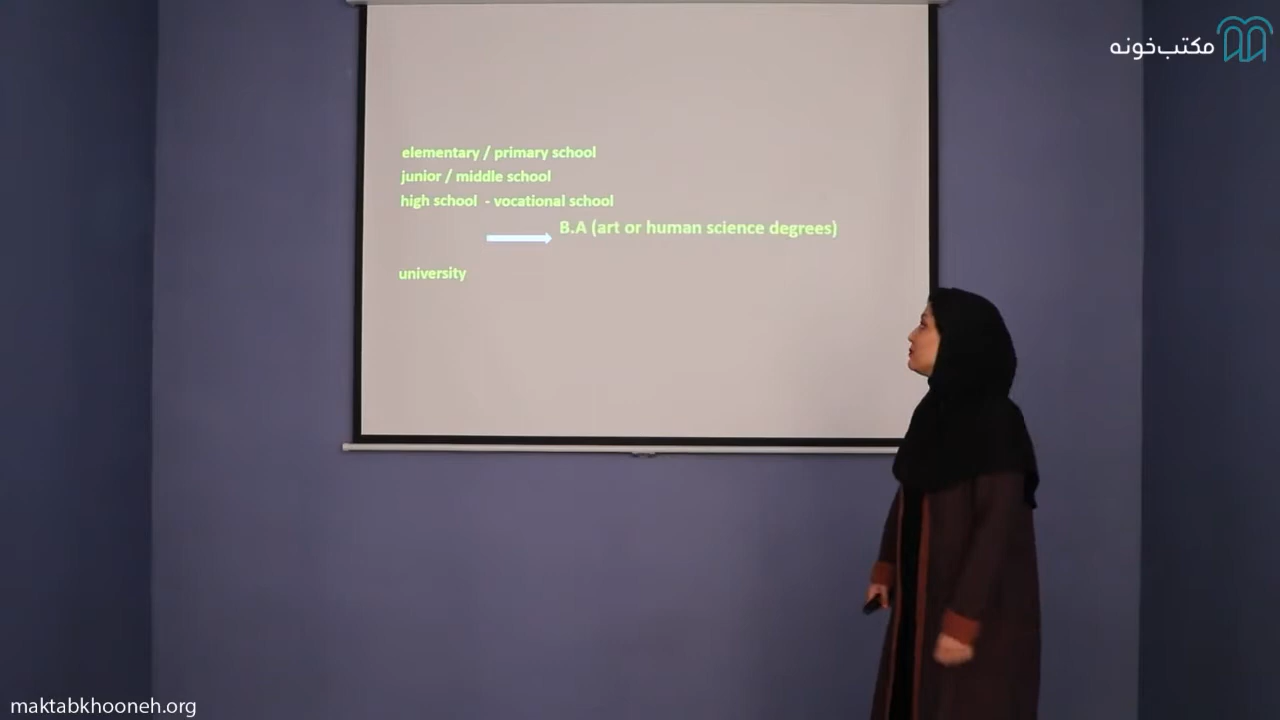 مکتب‌خونه
elementary / primary school
junior / middle school
high school - vocational school
B.A (art or human science degrees)
university
maktabkhooneh.org